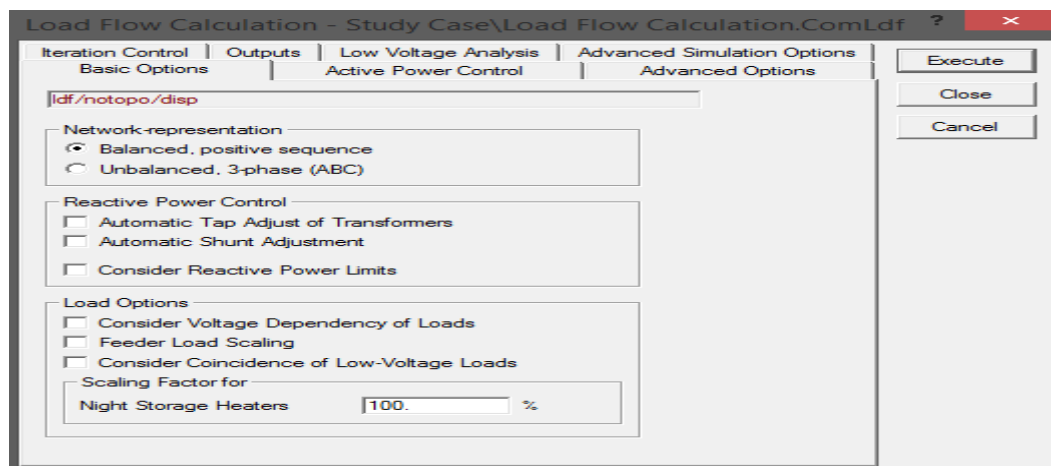 Load Flow Calculation - Study Case\Load Flow Calculation.ComLdf ?
Iteration Control Outputs Low Voltage Analysis Advanced Simulation Options
Basic Options Active Power Control Advanced Options
Execute
Close
Cancel
ldf/notopo/disp
Network-representation
Balanced, positive sequence
Unbalanced, 3-phase (ABC)
Reactive Power Control
Automatic Tap Adjust of Transformers
Automatic Shunt Adjustment
Consider Reactive Power Limits
Load Options
Consider Voltage Dependency of Loads
Feeder Load Scaling
Consider Coincidence of Low-Voltage Loads
Scaling Factor for
Night Storage Heaters 100. %